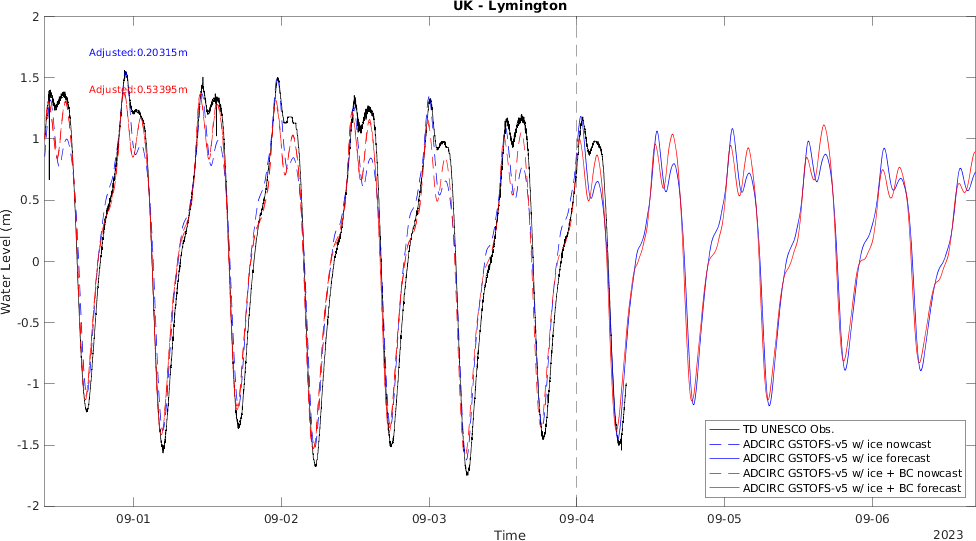 UK - Lymington
2
1.5
1
0.5
0
-0.5
-1
-1.5
-2
Water Level (m)
Adjusted:0.20315m
Adjusted:0.53395m
TD UNESCO Obs.
ADCIRC GSTOFS-v5 w/ ice nowcast
ADCIRC GSTOFS-v5 w/ ice forecast
ADCIRC GSTOFS-v5 w/ ice + BC nowcast
ADCIRC GSTOFS-v5 w/ ice + BC forecast
09-01 09-02 09-03 09-04 09-05 09-06
Time
2023